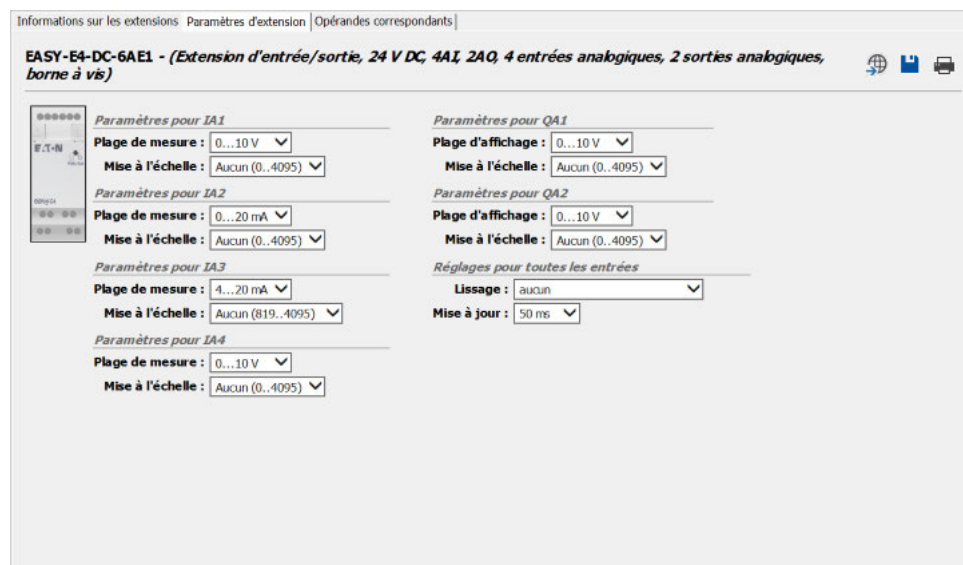 Informations sur les extensions Paramètres d'extension Opérandes correspondants
EASY-E4-DC-6AE1 - (Extension d'entrée/sortie, 24 V DC, 4AI, 2AO, 4 entrées analogiques, 2 sorties analogiques,
borne à vis)
E.T.N
Paramètres pour IA1
Plage de mesure : 0...10 V
Mise à l'échelle : Aucun (0..4095)
Paramètres pour IA2
Plage de mesure : 0...20 mA
Mise à l'échelle : Aucun (0..4095)
Paramètres pour IA3
Plage de mesure : 4...20 mA
Mise à l'échelle : Aucun (819..4095)
Paramètres pour IA4
Plage de mesure : 0...10 V
Mise à l'échelle : Aucun (0..4095)
Paramètres pour QA1
Plage d'affichage : 0...10 V
Mise à l'échelle : Aucun (0..4095)
Paramètres pour QA2
Plage d'affichage : 0...10 V
Mise à l'échelle : Aucun (0..4095)
Réglages pour toutes les entrées
Lissage : aucun
Mise à jour : 50 ms